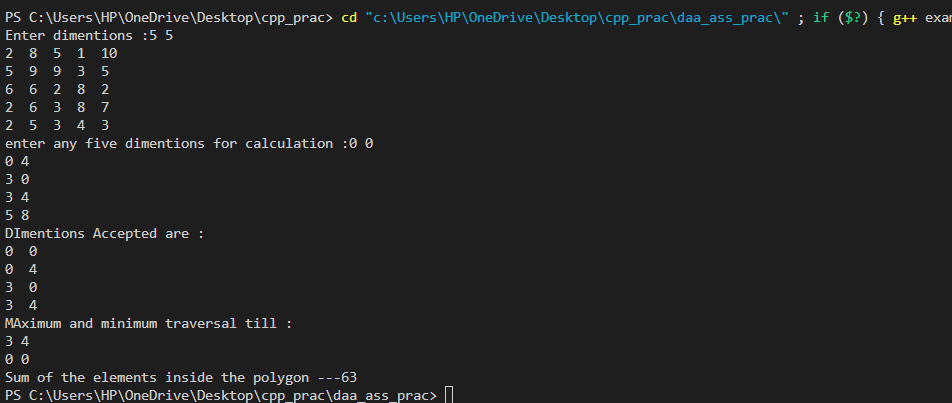 PS C:\Users\HP\OneDrive\Desktop\cpp_prac> cd "c:\Users\HP\OneDrive\Desktop\cpp_prac\daa_ass_prac\" ; if ($?) { g++ exam
Enter dimentions :5 5
2  8  5  1  10
5  9  9  3  5
6  6  2  8  2
2  6  3  8  7
2  5  3  4  3
enter any five dimentions for calculation :0 0
0 4
3 0
3 4
5 8
DImentions Accepted are :
0  0
0  4
3  0
3  4
MAximum and minimum traversal till :
3 4
0 0
Sum of the elements inside the polygon ---63
PS C:\Users\HP\OneDrive\Desktop\cpp_prac\daa_ass_prac>